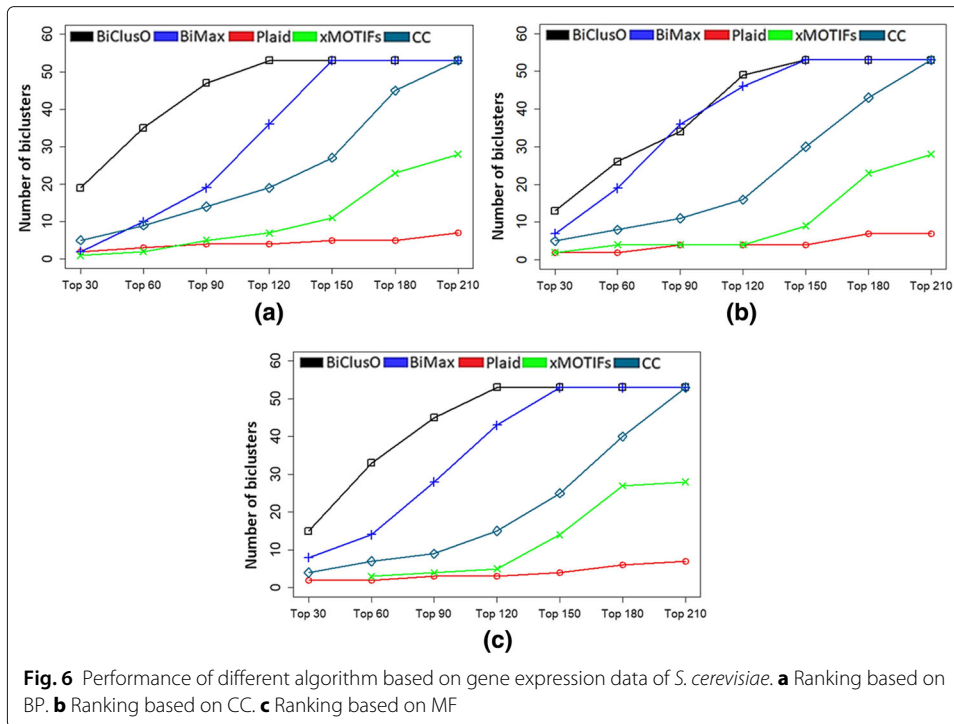 BiClusO BiMax Plaid xMOTIFs CC
BiClusO BiMax Plaid xMOTIFs CC
Number of biclusters
Number of biclusters
60
50
40
30
20
10
0
60
50
40
30
20
10
0
Top 30 Top 60 Top 90 Top 120 Top 150 Top 180 Top 210
Top 30 Top 60 Top 90 Top 120 Top 150 Top 180 Top 210
(a)
(b)
BiClusO BiMax Plaid xMOTIFs CC
Number of biclusters
60
50
40
30
20
10
0
Top 30 Top 60 Top 90 Top 120 Top 150 Top 180 Top 210
(c)
Fig. 6 Performance of different algorithm based on gene expression data of S. cerevisiae. a Ranking based on
BP. b Ranking based on CC. c Ranking based on MF